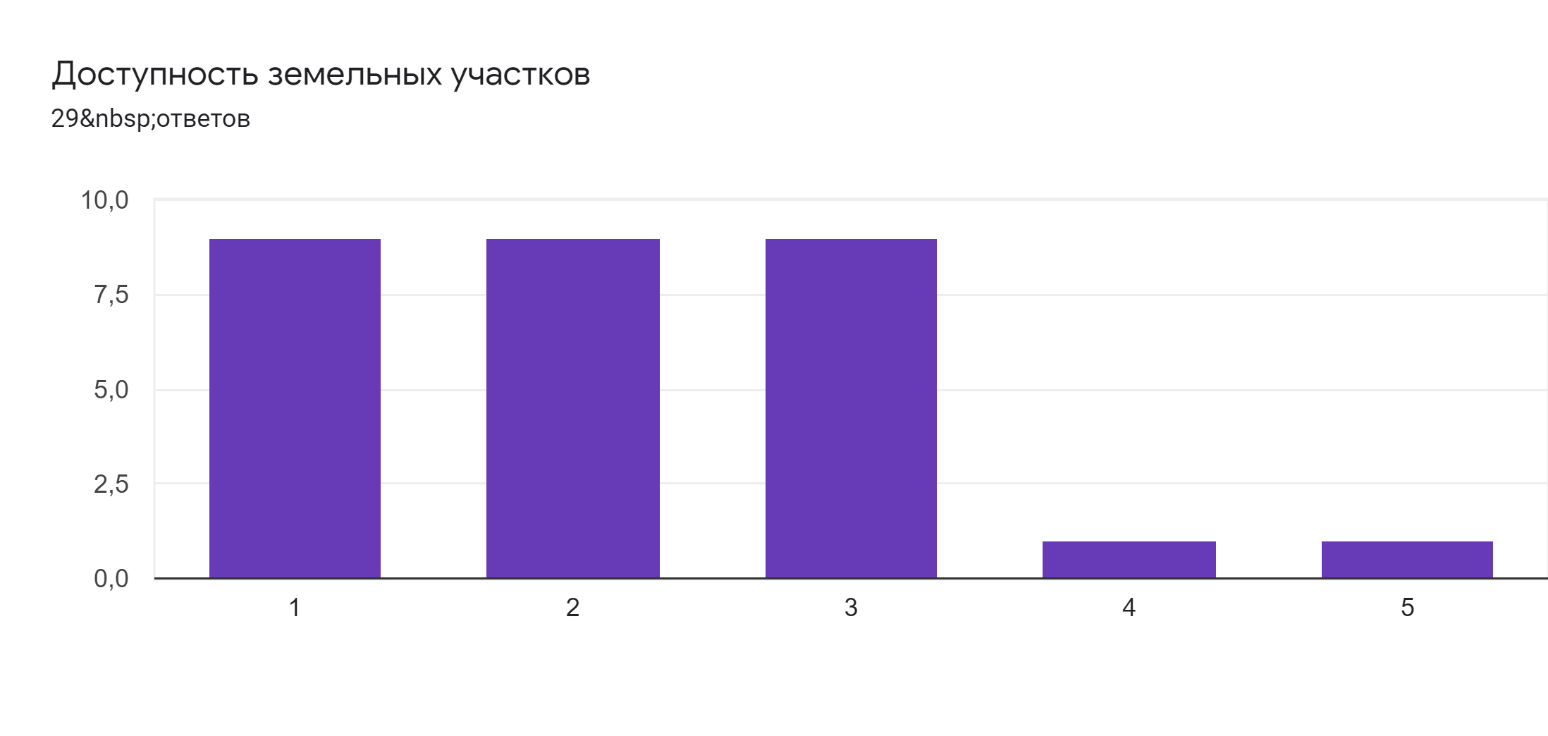 Доступность земельных участков
29&nbsp;ответов
10,0
7,5
5,0
2,5
0,0
1 2 3 4 5